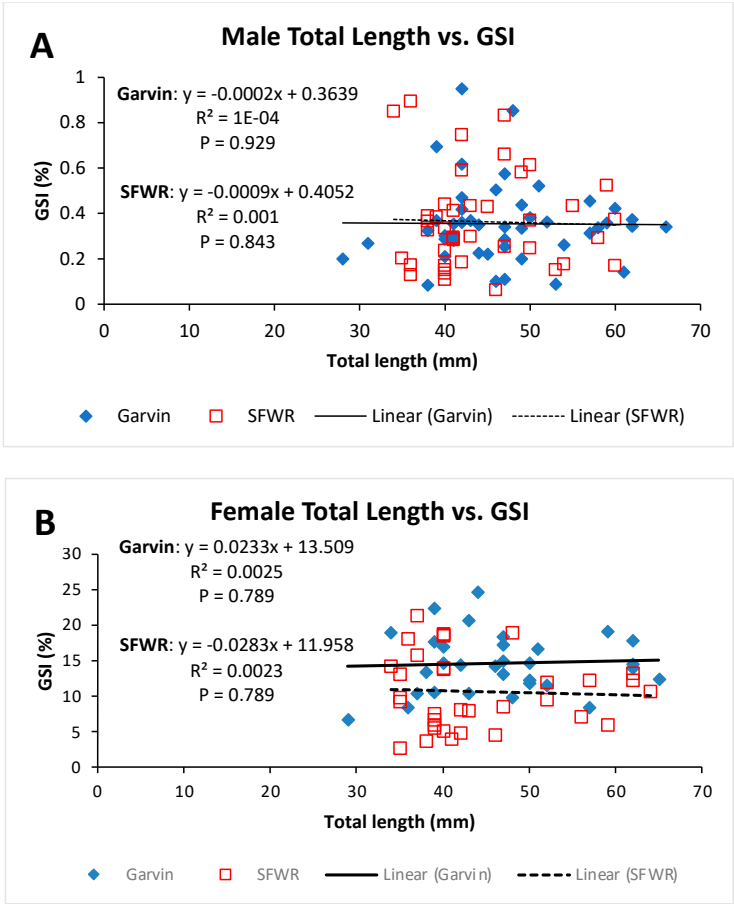 A
Male Total Length vs. GSI
Garvin: y = -0.0002x + 0.3639
R² = 1E-04
P = 0.929
SFWR: y = -0.0009x + 0.4052
R² = 0.001
P = 0.843
GSI (%)
1
0.8
0.6
0.4
0.2
0
0 10 20 30 40 50 60 70
Total length (mm)
Garvin SFWR Linear (Garvin) Linear (SFWR)
B
Female Total Length vs. GSI
Garvin: y = 0.0233x + 13.509
R² = 0.0025
P = 0.789
SFWR: y = -0.0283x + 11.958
R² = 0.0023
P = 0.789
GSI (%)
30
25
20
15
10
5
0
0 10 20 30 40 50 60 70
Total length (mm)
Garvin SFWR Linear (Garvin) Linear (SFWR)